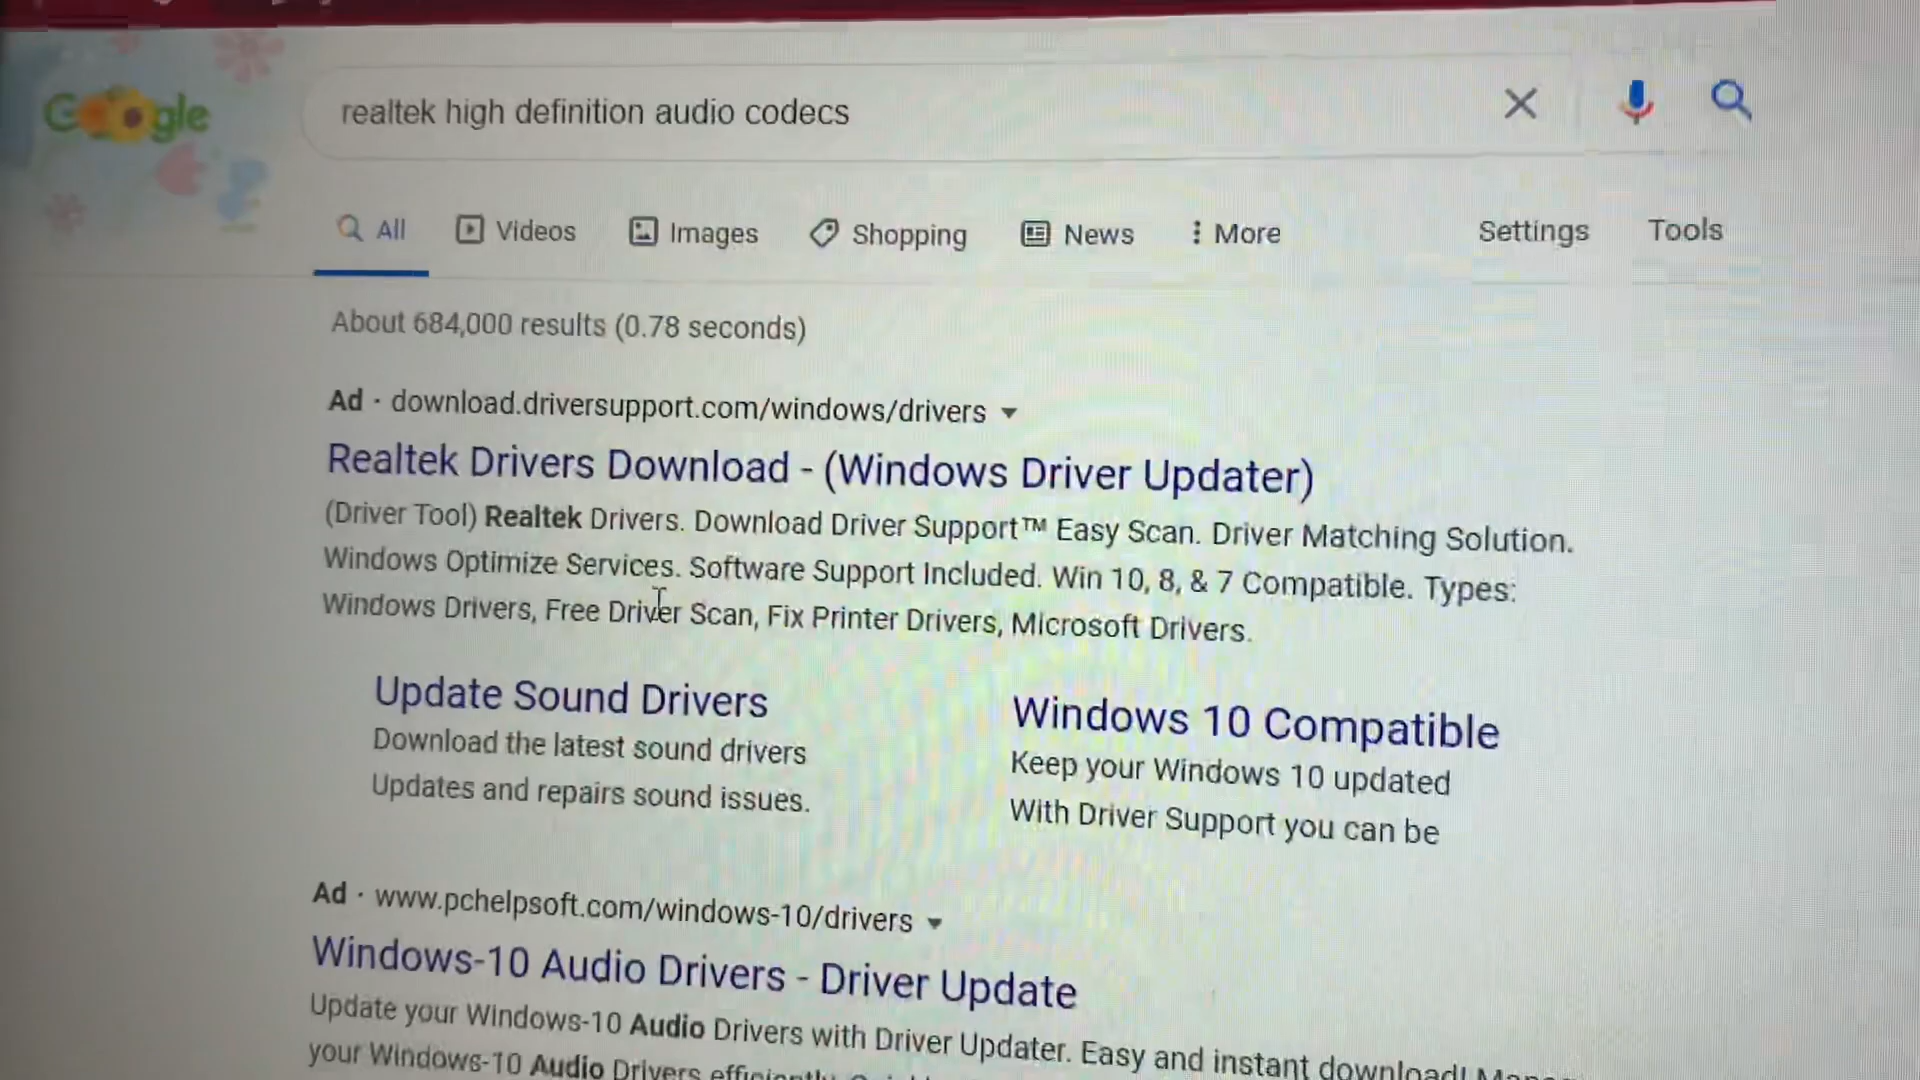 Google
realtek high definition audio codecs
All Videos Images Shopping News More Settings Tools
About 684,000 results (0.78 seconds)
Ad · download.driversupport.com/windows/drivers
Realtek Drivers Download - (Windows Driver Updater)
(Driver Tool) Realtek Drivers. Download Driver Support™ Easy Scan. Driver Matching Solution.
Windows Optimize Services. Software Support Included. Win 10, 8, & 7 Compatible. Types:
Windows Drivers, Free Driver Scan, Fix Printer Drivers, Microsoft Drivers.
Update Sound Drivers
Download the latest sound drivers
Updates and repairs sound issues.
Windows 10 Compatible
Keep your Windows 10 updated
With Driver Support you can be
Ad · www.pchelpsoft.com/windows-10/drivers
Windows-10 Audio Drivers - Driver Update
Update your Windows-10 Audio Drivers with Driver Updater. Easy and instant download!
your Windows-10 Audio Drivers efficiently.